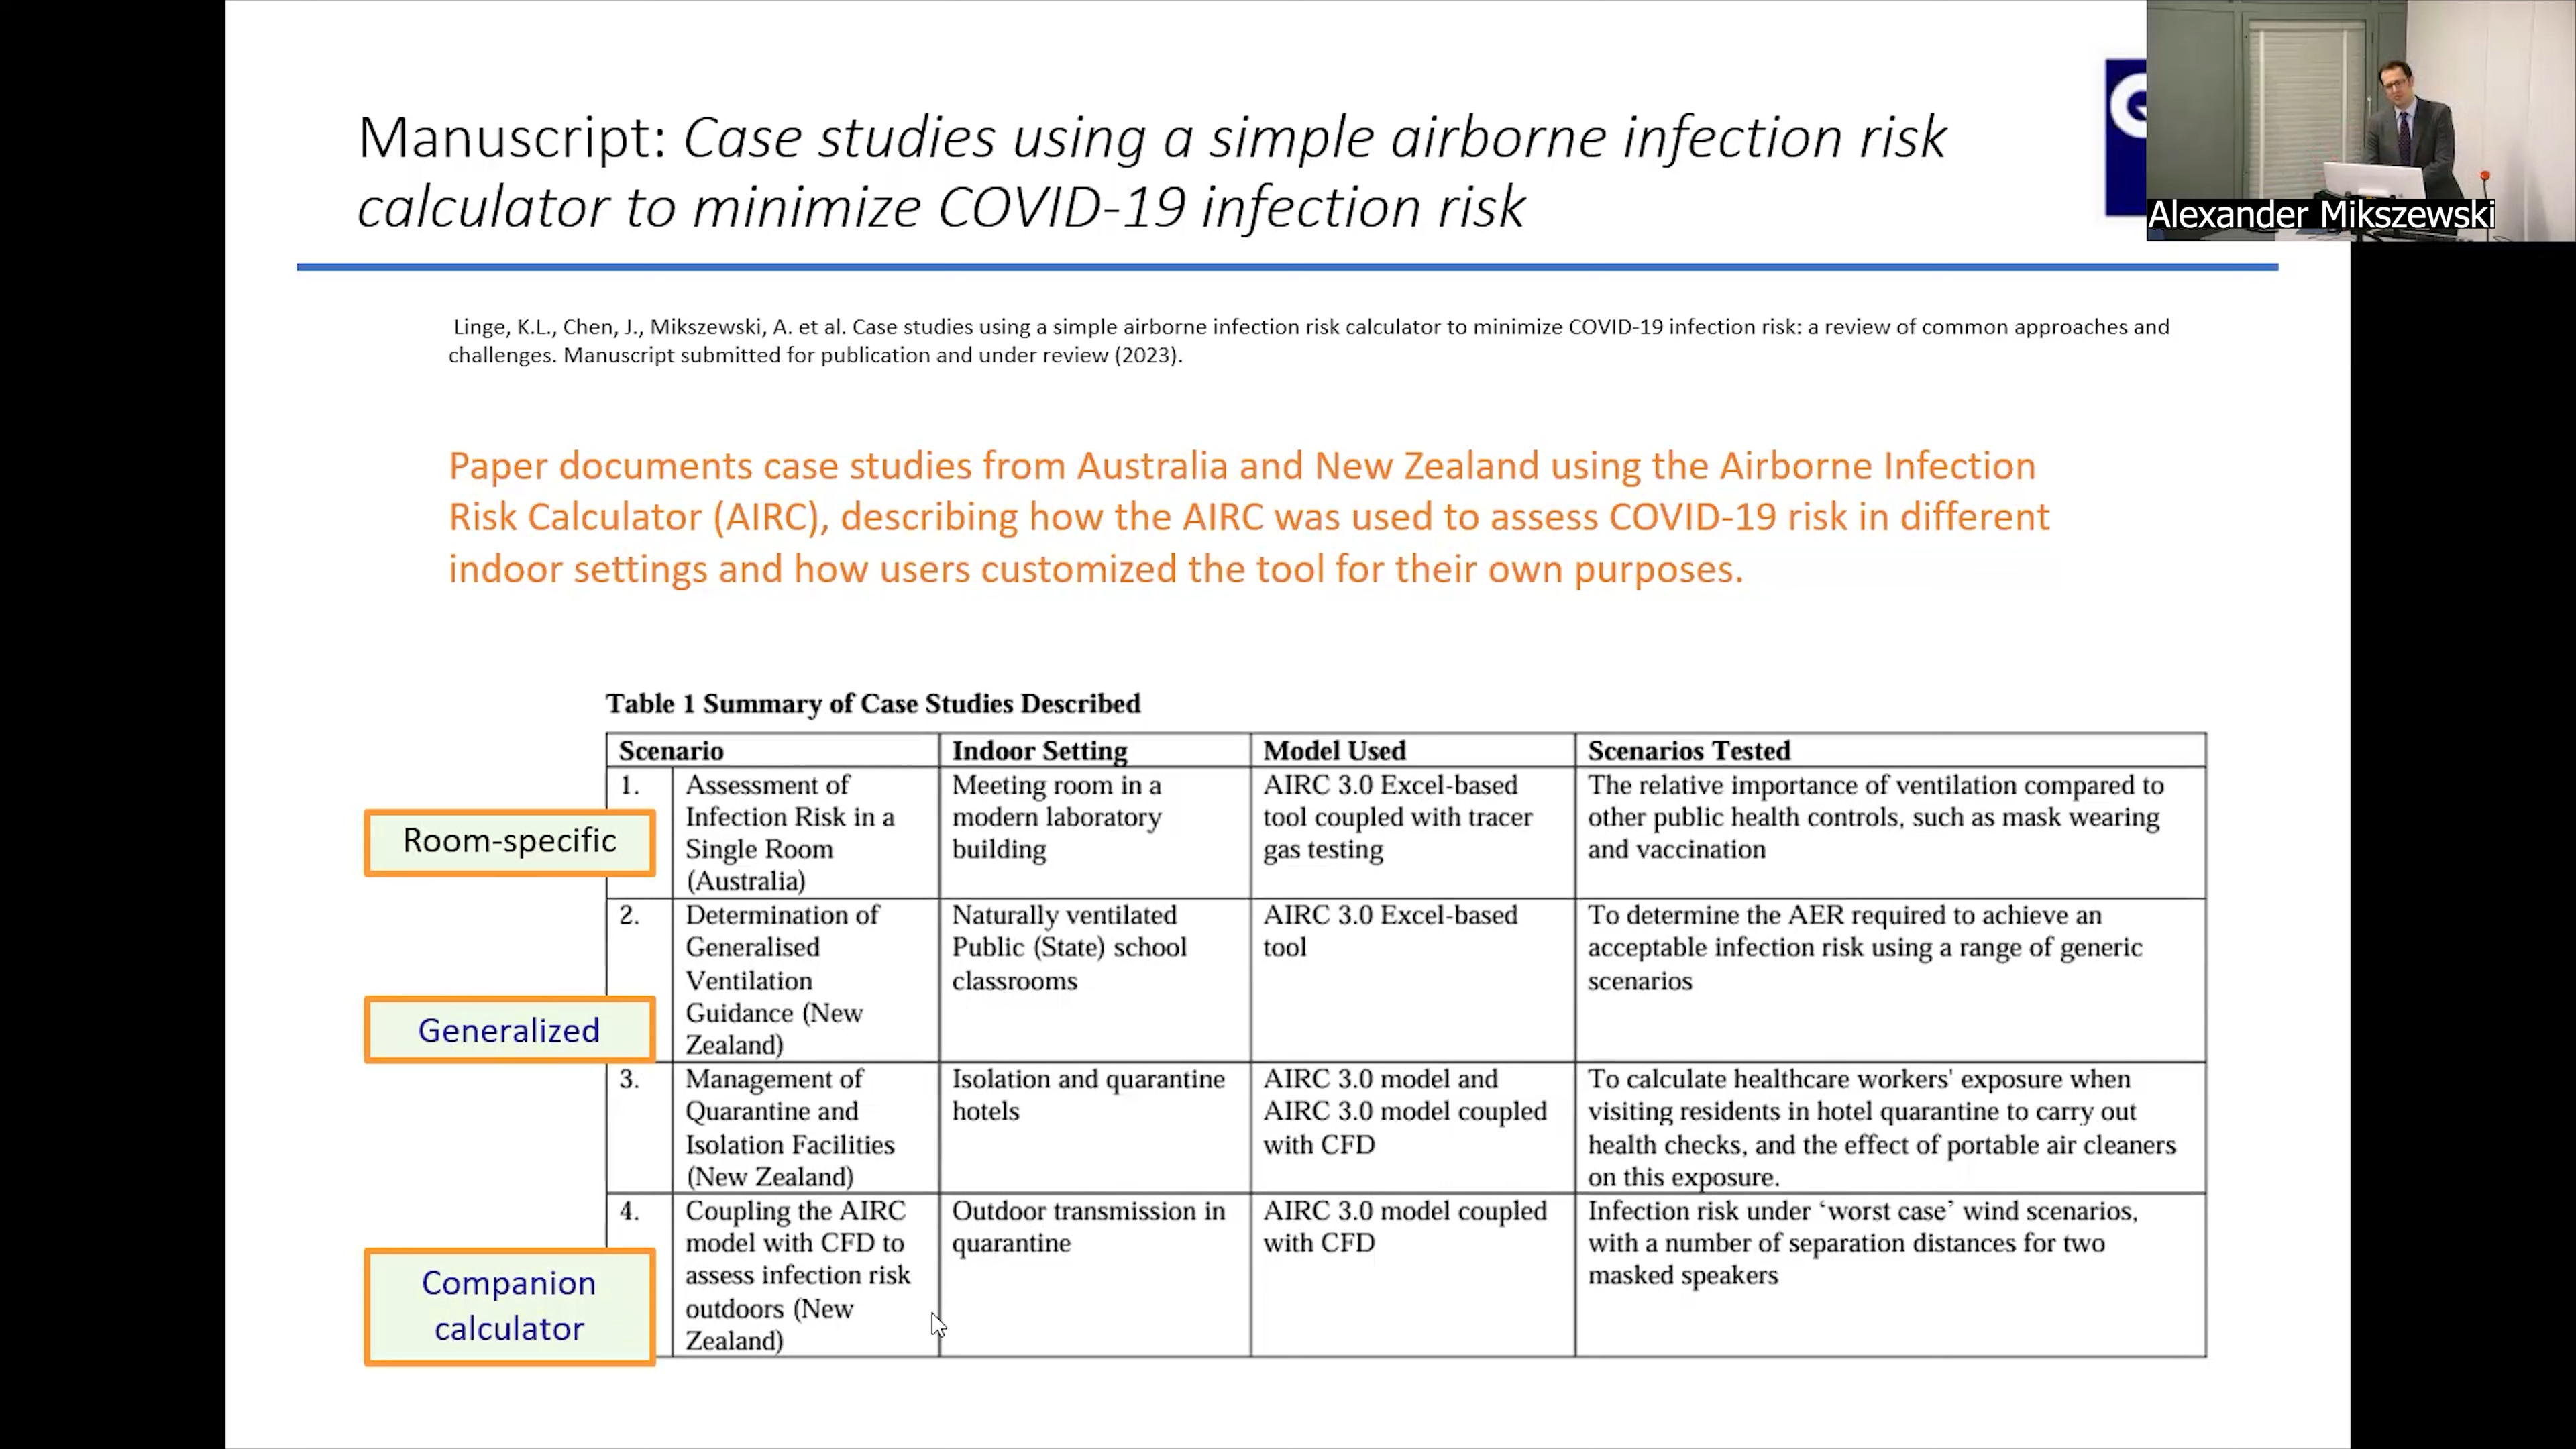 Manuscript: Case studies using a simple airborne infection risk
calculator to minimize COVID-19 infection risk
Alexander Mikszewski
Linge, K.L., Chen, J., Mikszewski, A. et al. Case studies using a simple airborne infection risk calculator to minimize COVID-19 infection risk: a review of common approaches and
challenges. Manuscript submitted for publication and under review (2023).
Paper documents case studies from Australia and New Zealand using the Airborne Infection
Risk Calculator (AIRC), describing how the AIRC was used to assess COVID-19 risk in different
indoor settings and how users customized the tool for their own purposes.
Table 1 Summary of Case Studies Described
Scenario
Indoor Setting
Model Used
Scenarios Tested
Room-specific
1.
Assessment of
Infection Risk in a
Single Room
(Australia)
Meeting room in a
modern laboratory
building
AIRC 3.0 Excel-based
tool coupled with tracer
gas testing
The relative importance of ventilation compared to
other public health controls, such as mask wearing
and vaccination
Generalized
2.
Determination of
Generalised
Ventilation
Guidance (New
Zealand)
Naturally ventilated
Public (State) school
classrooms
AIRC 3.0 Excel-based
tool
To determine the AER required to achieve an
acceptable infection risk using a range of generic
scenarios
3.
Management of
Quarantine and
Isolation Facilities
(New Zealand)
Isolation and quarantine
hotels
AIRC 3.0 model and
AIRC 3.0 model coupled
with CFD
To calculate healthcare workers' exposure when
visiting residents in hotel quarantine to carry out
health checks, and the effect of portable air cleaners
on this exposure.
Companion
calculator
4.
Coupling the AIRC
model with CFD to
assess infection risk
outdoors (New
Zealand)
Outdoor transmission in
quarantine
AIRC 3.0 model coupled
with CFD
Infection risk under ‘worst case’ wind scenarios,
with a number of separation distances for two
masked speakers